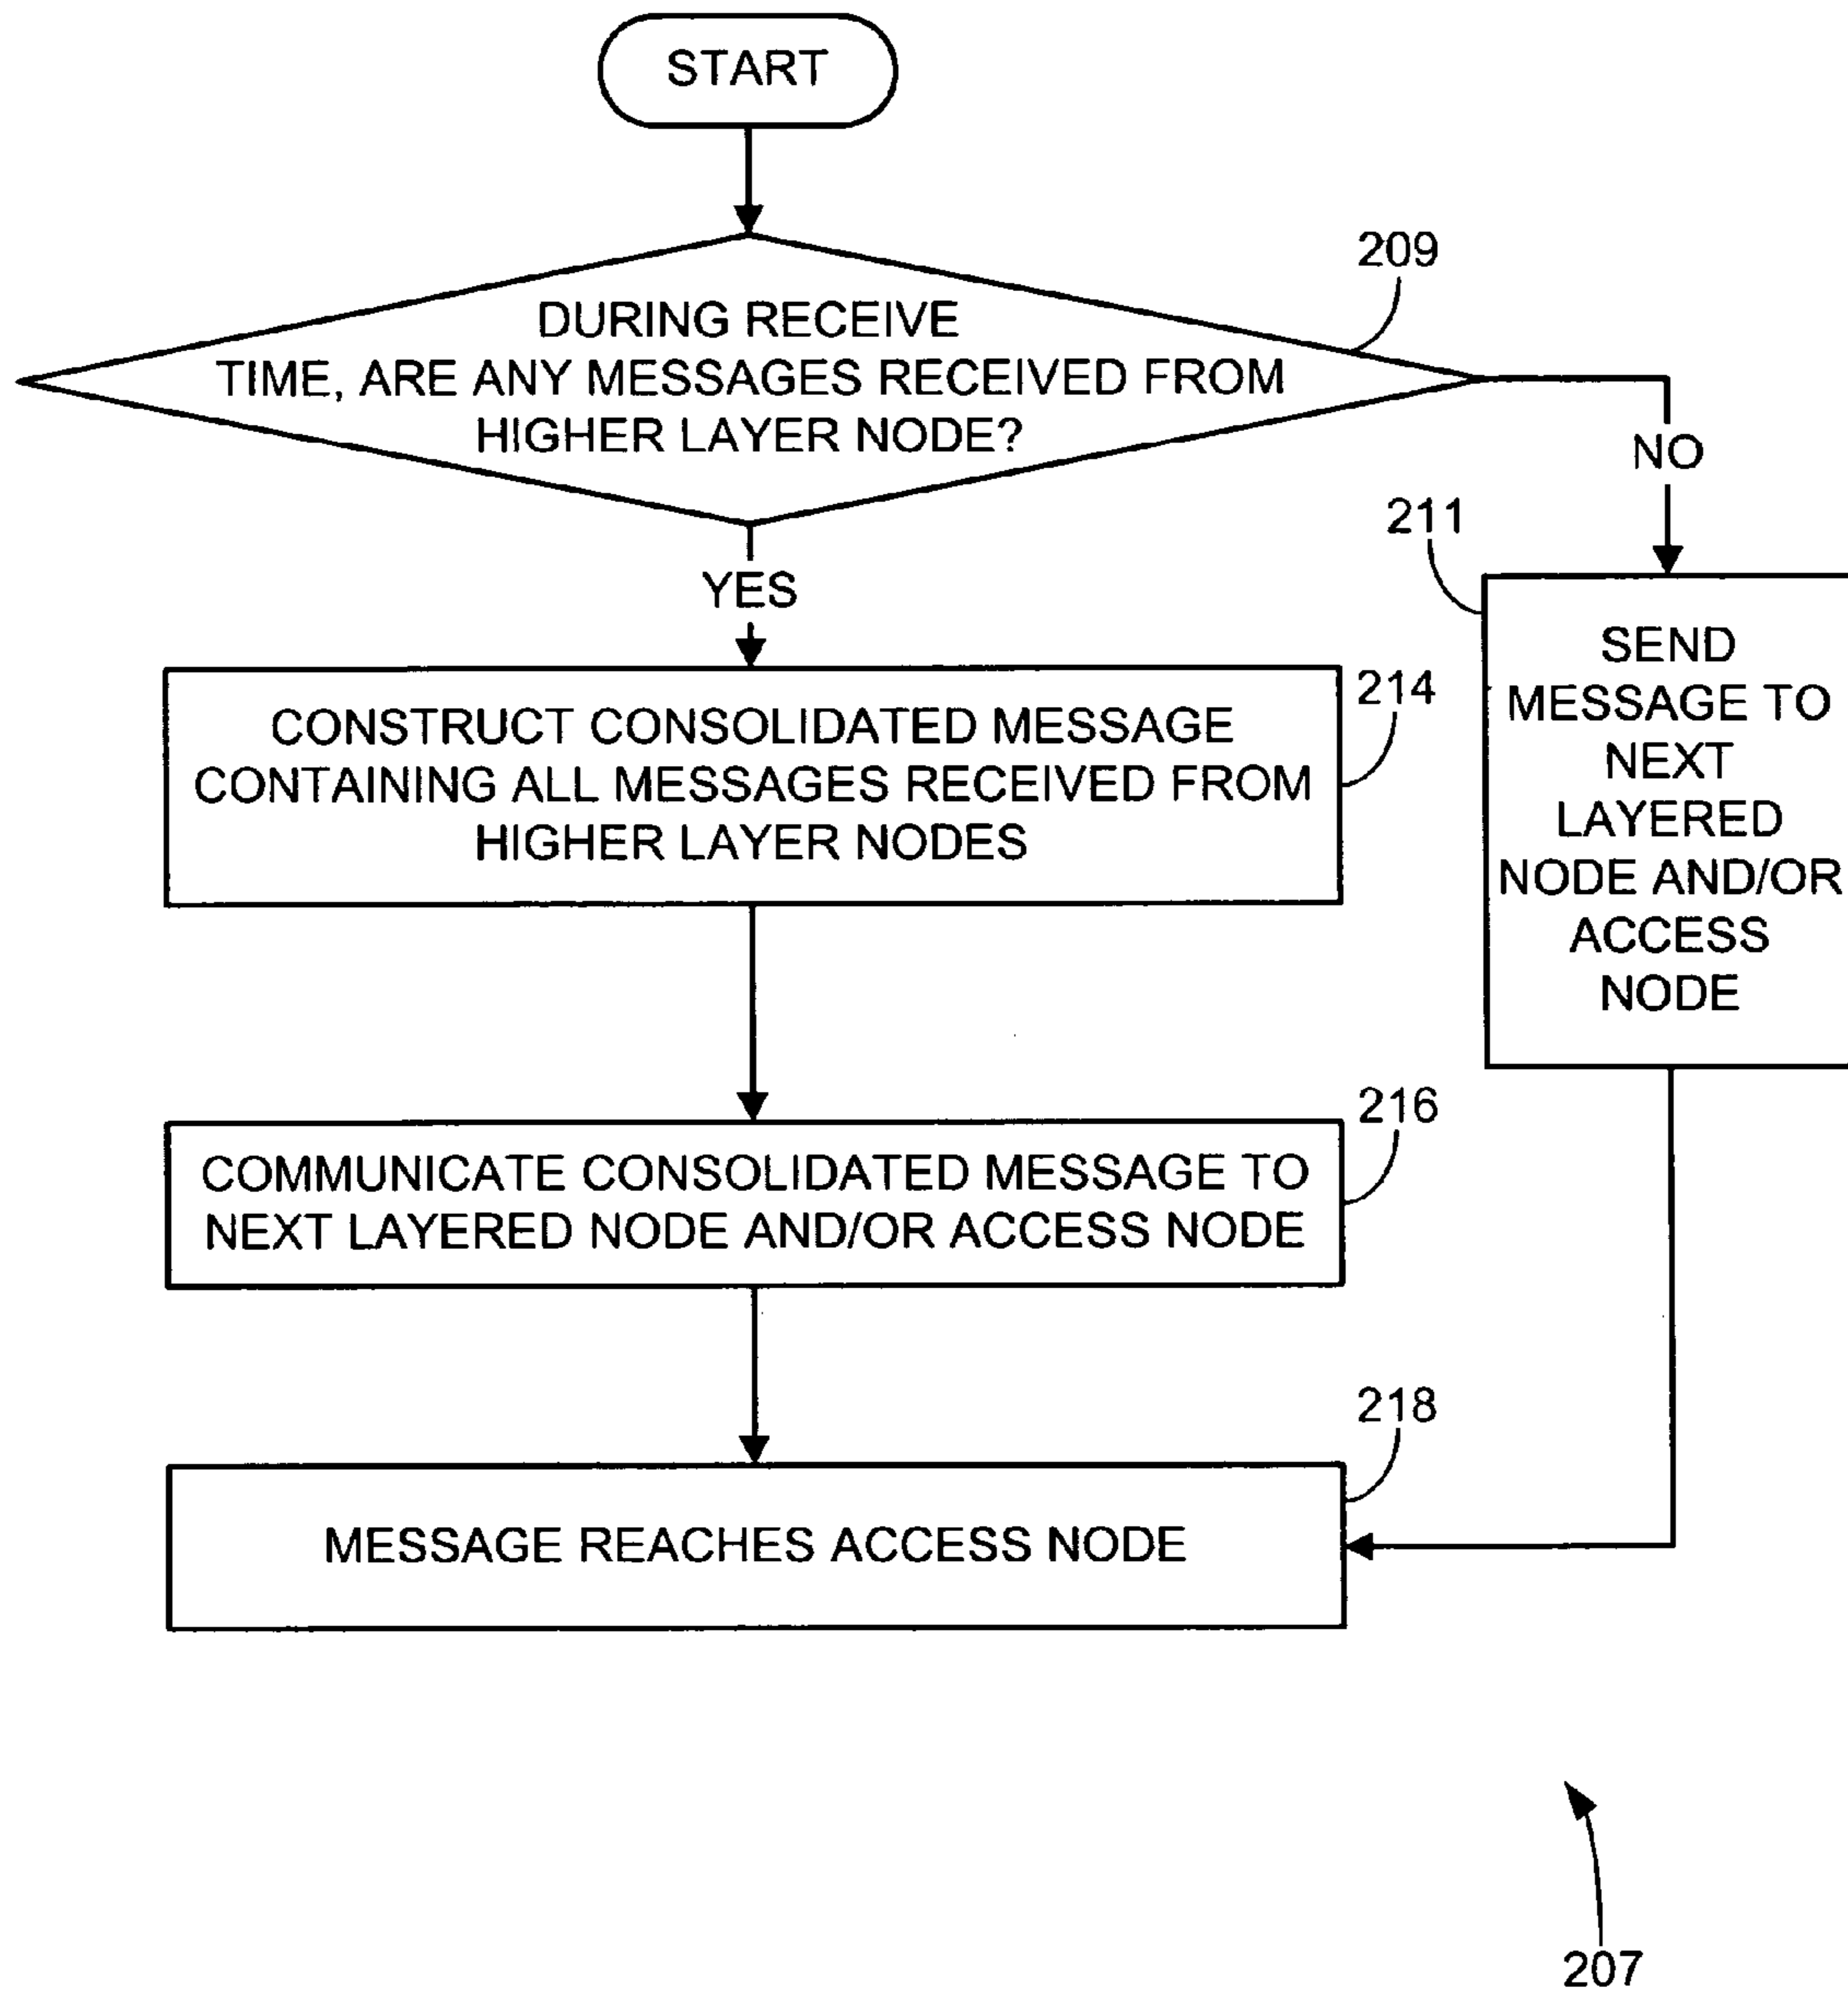 START
209
DURING RECEIVE
TIME, ARE ANY MESSAGES RECEIVED FROM
HIGHER LAYER NODE?
NO
211
YES
SEND
MESSAGE TO
NEXT
LAYERED
NODE AND/OR
ACCESS
NODE
214
CONSTRUCT CONSOLIDATED MESSAGE
CONTAINING ALL MESSAGES RECEIVED FROM
HIGHER LAYER NODES
216
COMMUNICATE CONSOLIDATED MESSAGE TO
NEXT LAYERED NODE AND/OR ACCESS NODE
218
MESSAGE REACHES ACCESS NODE
207